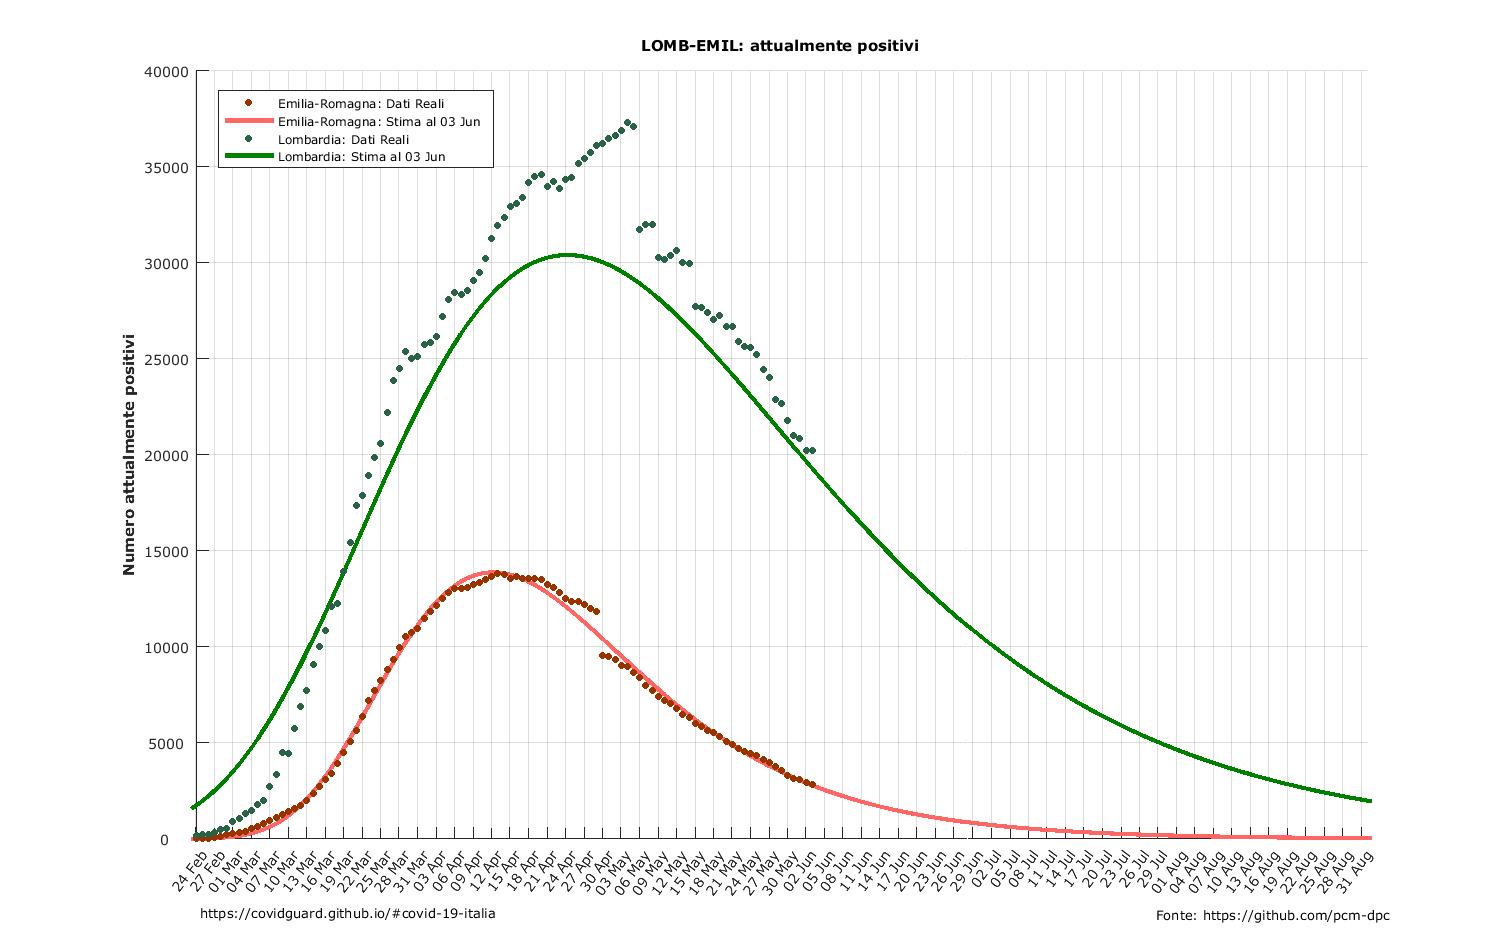 LOMB-EMIL: attualmente positivi
40000
35000
30000
25000
20000
15000
10000
5000
0
Numero attualmente positivi
Emilia-Romagna: Dati Reali
Emilia-Romagna: Stima al 03 Jun
Lombardia: Dati Reali
Lombardia: Stima al 03 Jun
24 Feb
27 Feb
01 Mar
04 Mar
07 Mar
10 Mar
13 Mar
16 Mar
19 Mar
22 Mar
25 Mar
28 Mar
31 Mar
03 Apr
06 Apr
09 Apr
12 Apr
15 Apr
18 Apr
21 Apr
24 Apr
27 Apr
30 Apr
03 May
06 May
09 May
12 May
15 May
18 May
21 May
24 May
27 May
30 May
02 Jun
05 Jun
08 Jun
11 Jun
14 Jun
17 Jun
20 Jun
23 Jun
26 Jun
29 Jun
02 Jul
05 Jul
08 Jul
11 Jul
14 Jul
17 Jul
20 Jul
23 Jul
26 Jul
29 Jul
01 Aug
04 Aug
07 Aug
10 Aug
13 Aug
16 Aug
19 Aug
22 Aug
25 Aug
28 Aug
31 Aug
https://covidguard.github.io/#covid-19-italia
Fonte: https://github.com/pcm-dpc